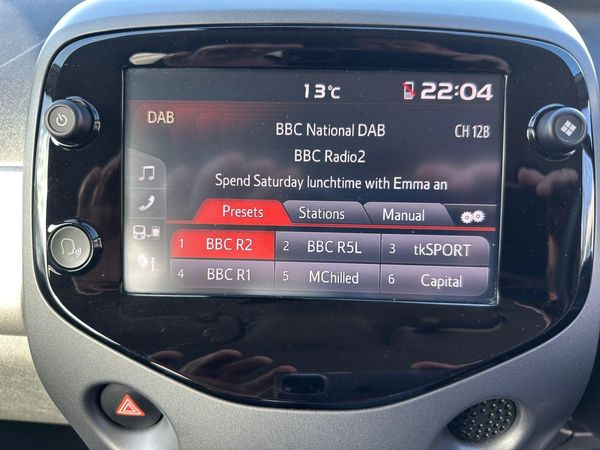 13°c 22:04
DAB
BBC National DAB CH 12B
BBC Radio2
Spend Saturday lunchtime with Emma an
Presets Stations Manual
1 BBC R2 2 BBC R5L 3 tkSPORT
4 BBC R1 5 MChilled 6 Capital